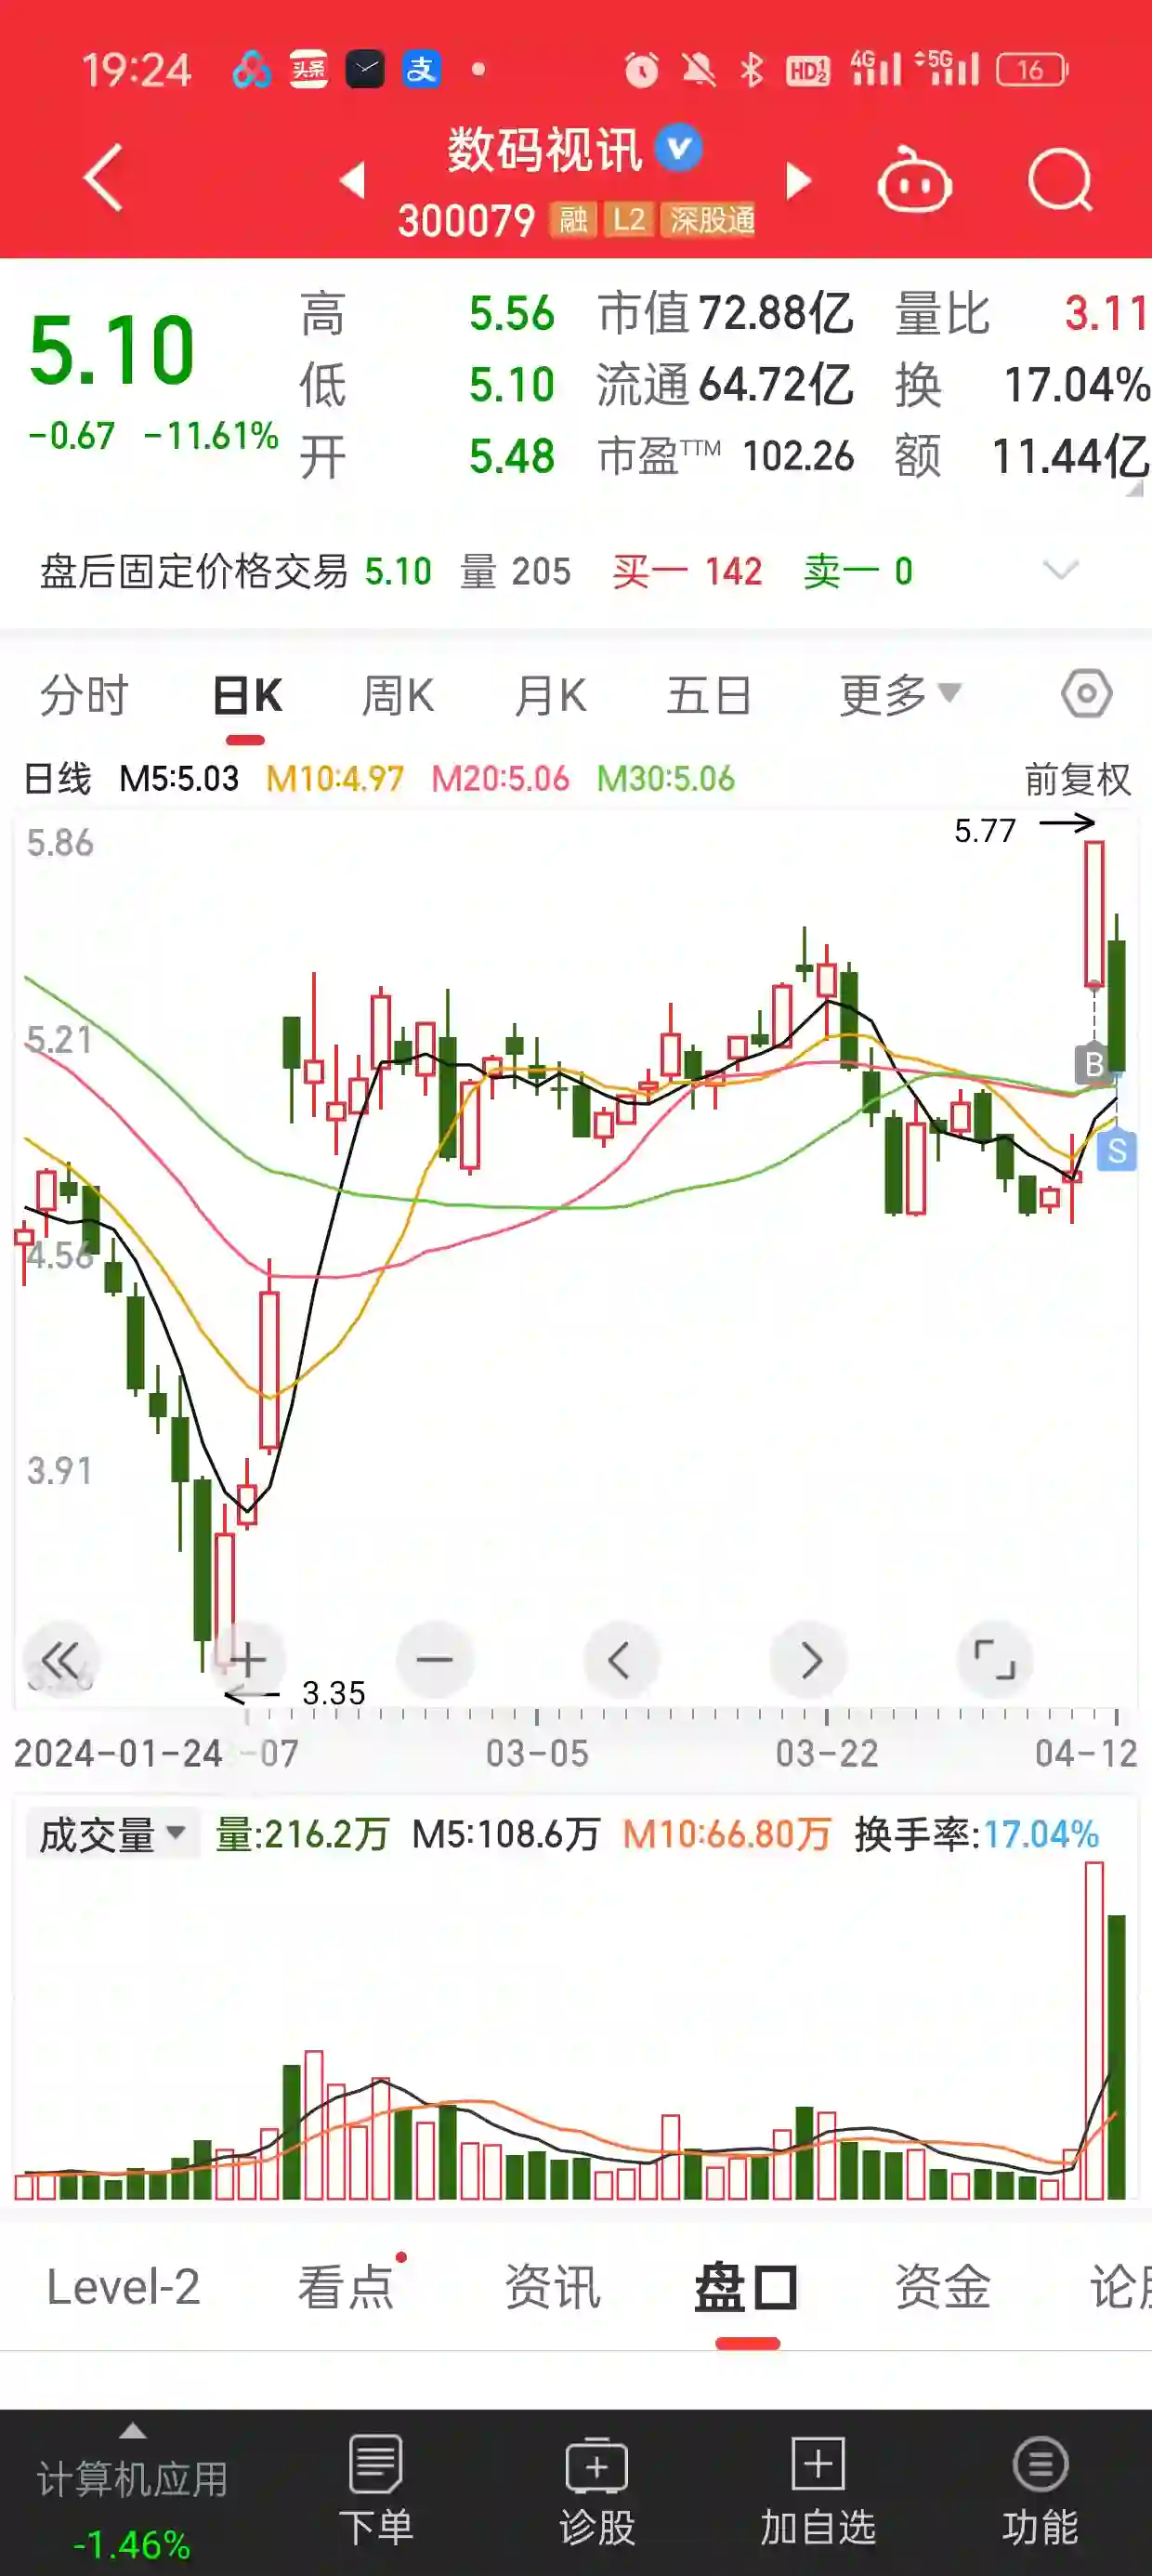 19:24 头条 支 HD 1 2 4G 5G 16
数码视讯
300079 融 L2 深股通
5.10
-0.67 -11.61%
高 5.56 市值 72.88亿 量比 3.11
低 5.10 流通 64.72亿 换 17.04%
开 5.48 市盈TTM 102.26 额 11.44亿
盘后固定价格交易 5.10 量 205 买一 142 卖一 0
分时 日K 周K 月K 五日 更多
日线 M5:5.03 M10:4.97 M20:5.06 M30:5.06 前复权
5.86
5.77
5.21
B
S
4.56
3.91
3.35
2024-01-24 -07 03-05 03-22 04-12
成交量 量:216.2万 M5:108.6万 M10:66.80万 换手率:17.04%
Level-2 看点 资讯 盘口 资金 论
计算机应用
-1.46%
下单 诊股 加自选 功能